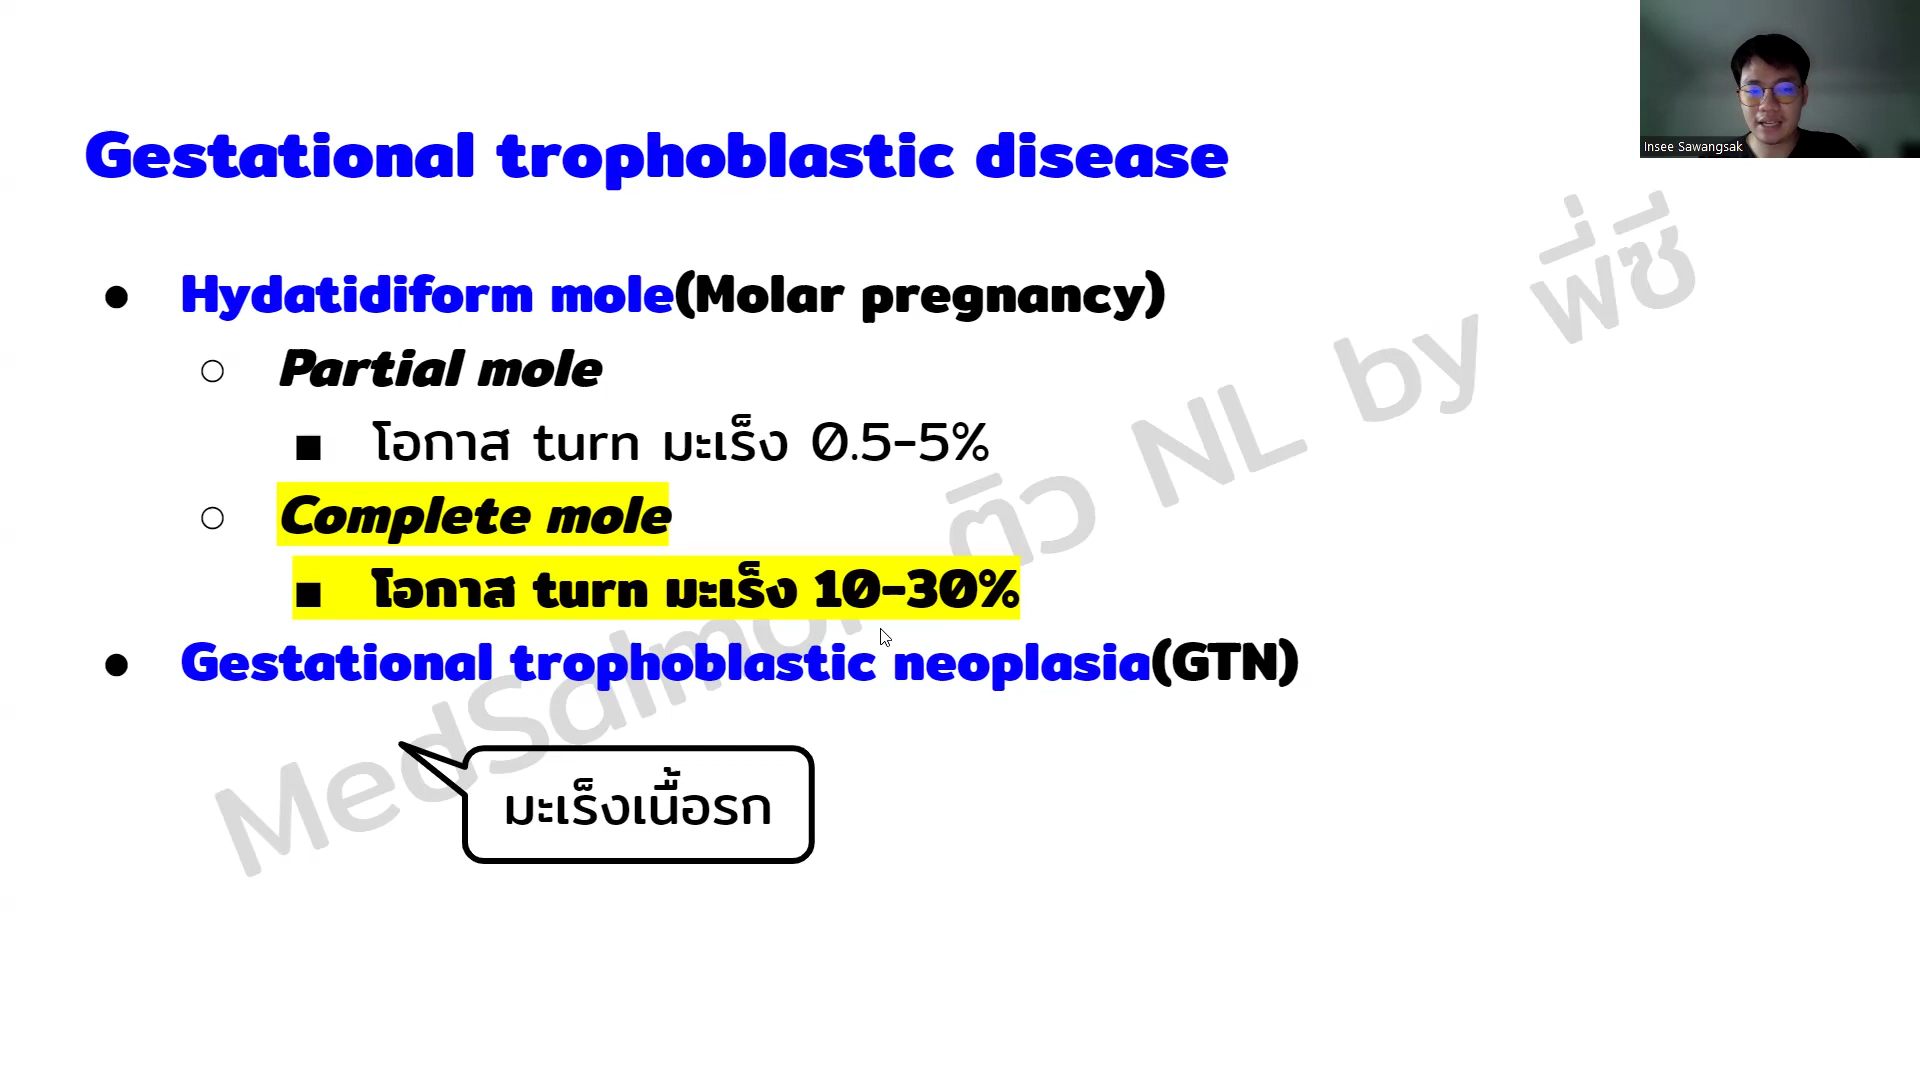 Gestational trophoblastic disease
Insee Sawangsak
● Hydatidiform mole(Molar pregnancy)
○ Partial mole
■ โอกาส turn มะเร็ง 0.5-5%
○ Complete mole
■ โอกาส turn มะเร็ง 10-30%
● Gestational trophoblastic neoplasia(GTN)
มะเร็งเนื้อรก
MedSalmon ติว NL by พี่ซี